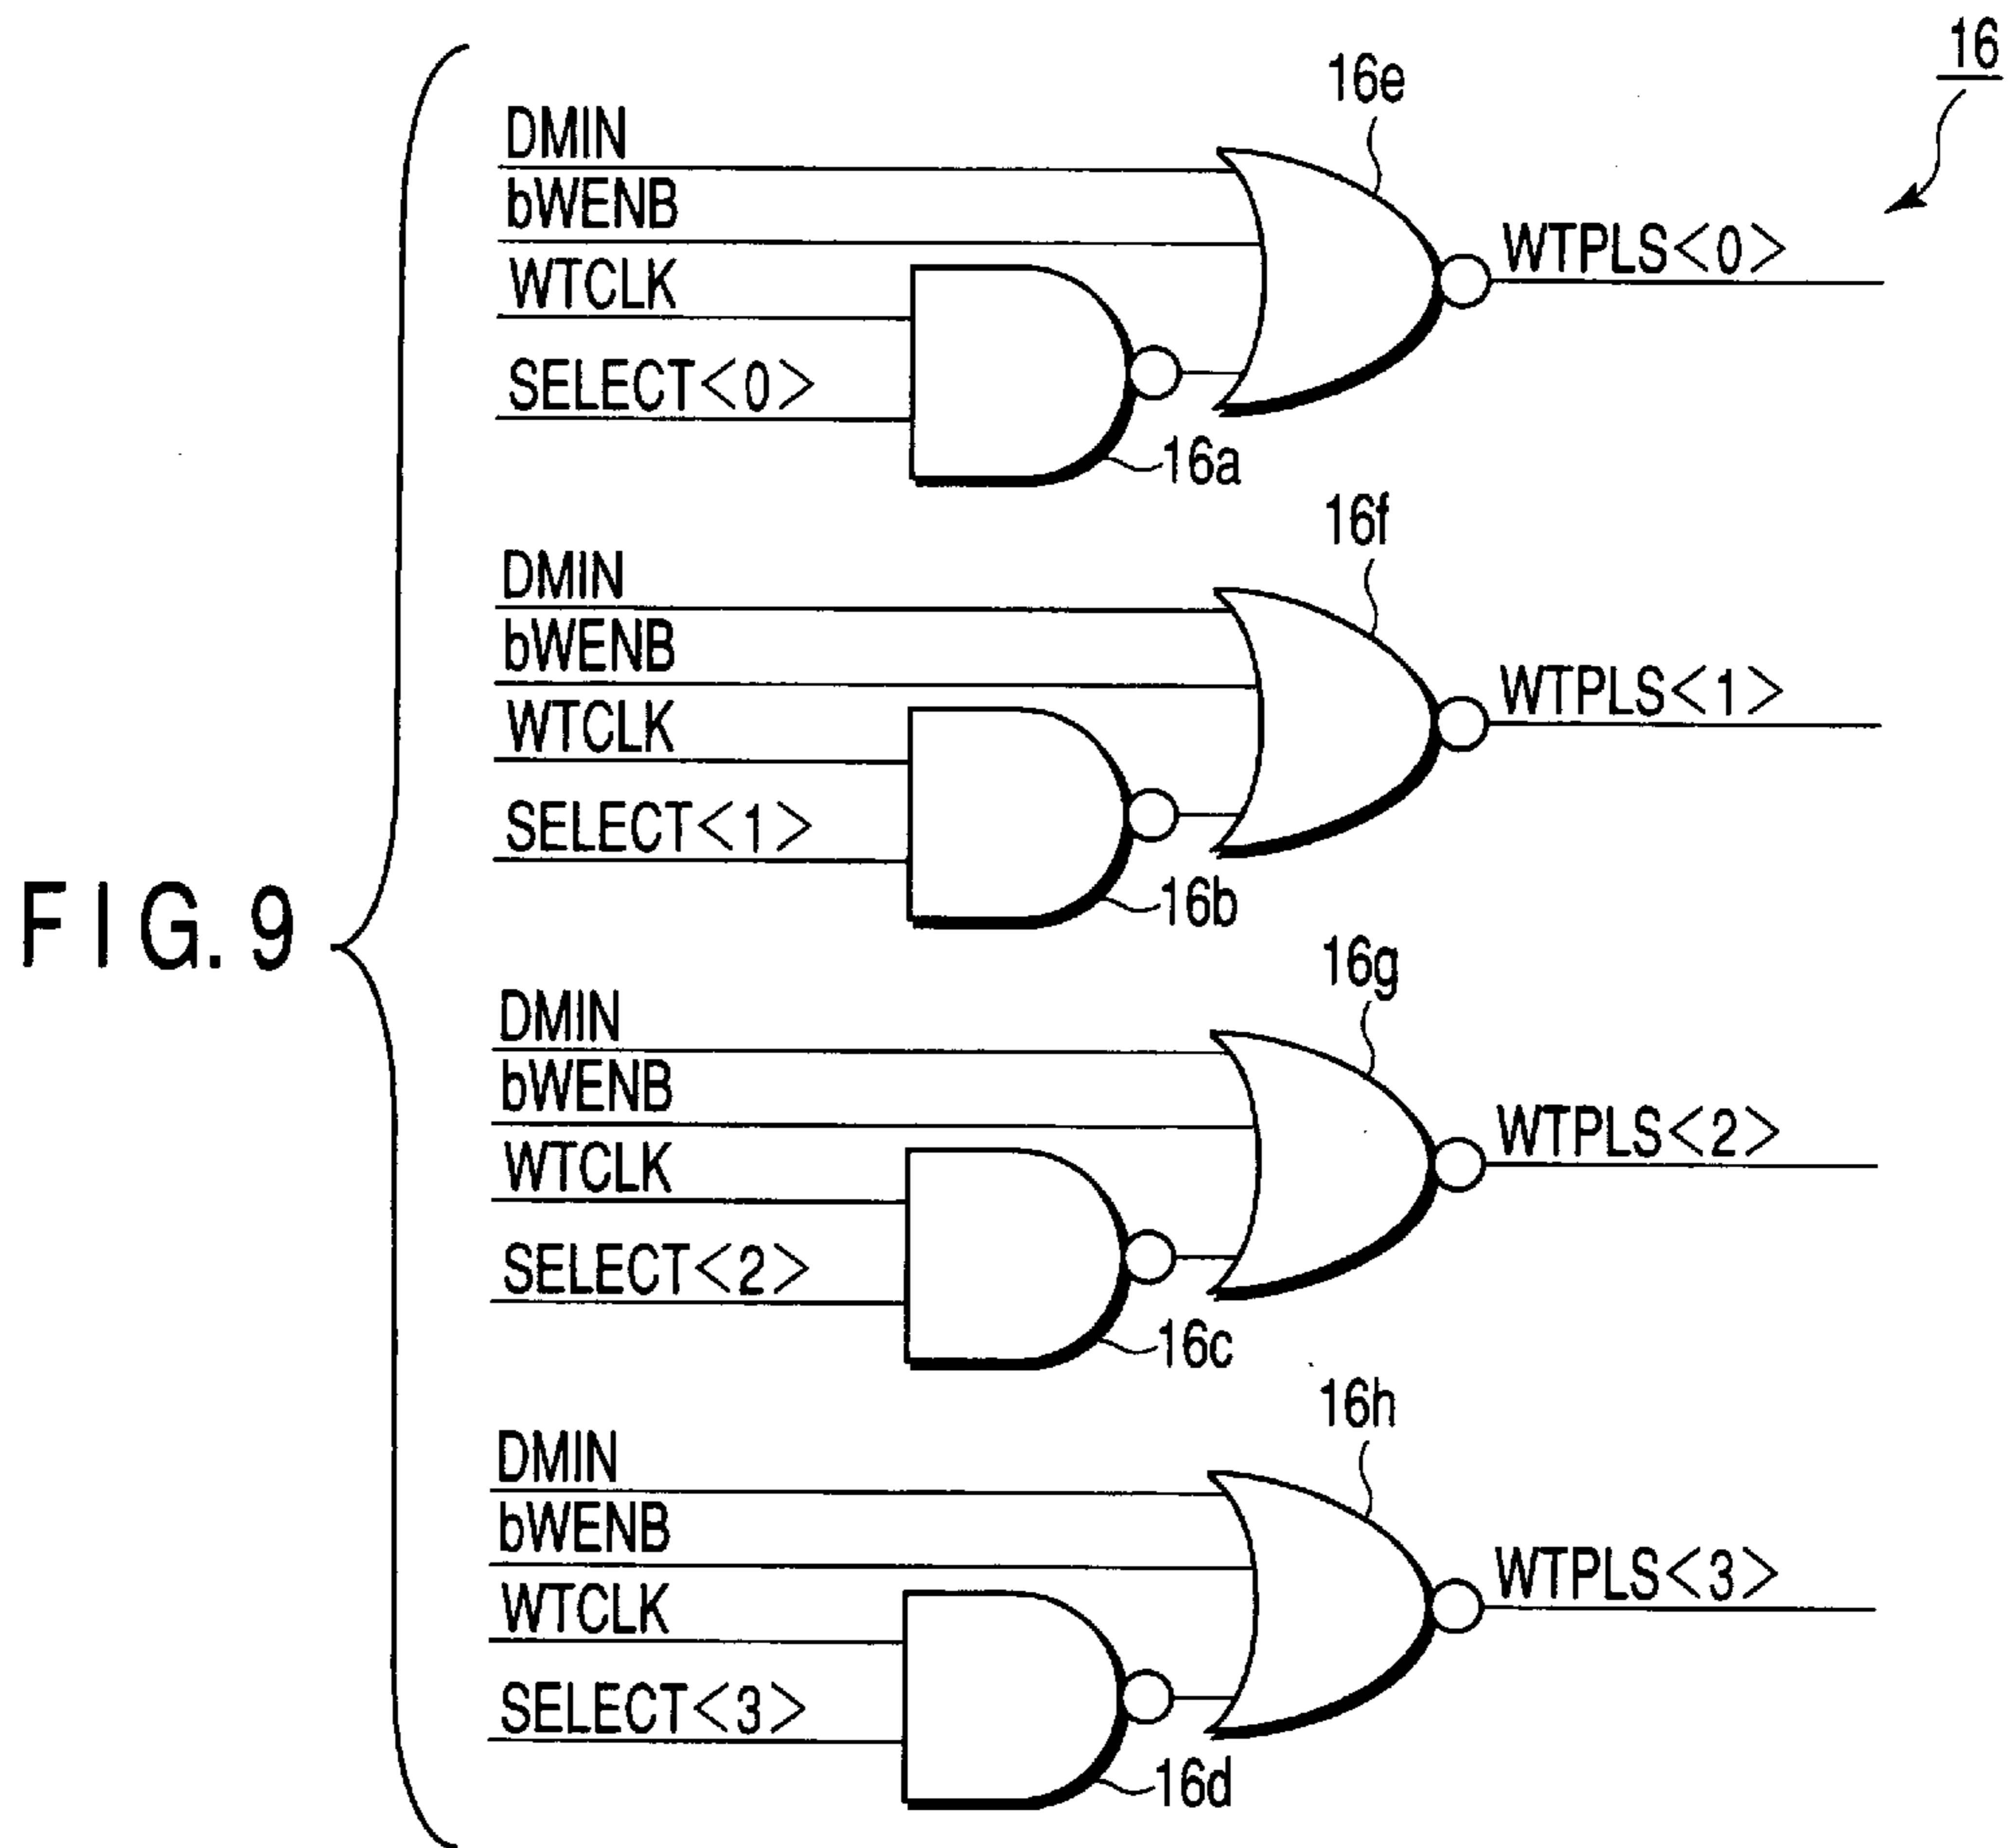 16
16e
DMIN
bWENB
WTCLK
SELECT<0>
WTPLS<0>
16a
16f
DMIN
bWENB
WTCLK
SELECT<1>
WTPLS<1>
16b
FIG. 9
16g
DMIN
bWENB
WTCLK
SELECT<2>
WTPLS<2>
16c
16h
DMIN
bWENB
WTCLK
SELECT<3>
WTPLS<3>
16d